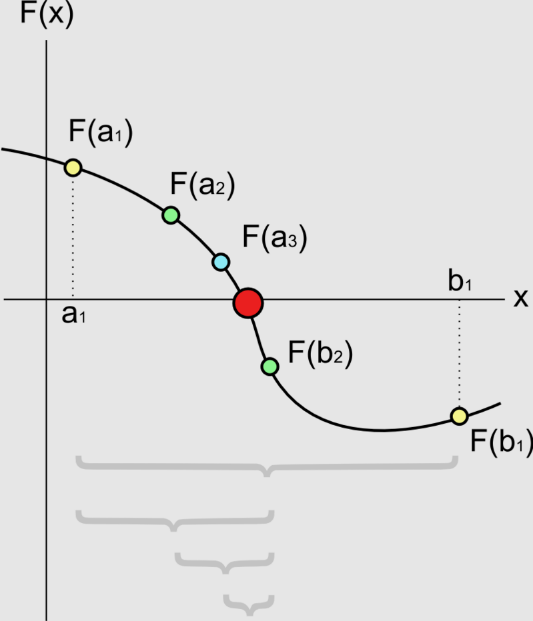 F(x)
F(a₁)
F(a₂)
F(a₃)
b₁
x
a₁
F(b₂)
F(b₁)